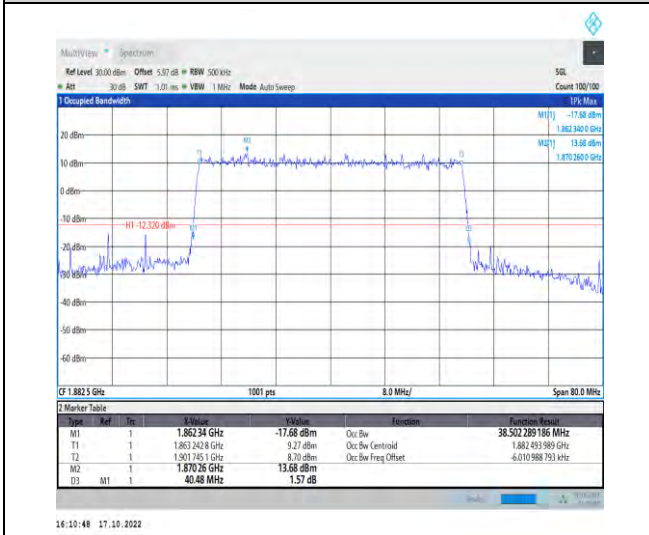 MultiView Spectrum
Ref Level 30.00 dBm Offset 5.97 dB RBW 500 kHz SGL
Att 30 dB SWT 1.01 ms VBW 1 MHz Mode Auto Sweep Count 100/100
1 Occupied Bandwidth 1Pk Max
M1[1] -17.68 dBm
1.862 340 0 GHz
M2[1] 13.68 dBm
1.870 260 0 GHz
20 dBm
M2
T1 T2
10 dBm
0 dBm
-10 dBm
H1 -12.320 dBm
M1 D3
-20 dBm
-30 dBm
-40 dBm
-50 dBm
-60 dBm
CF 1.882 5 GHz 1001 pts 8.0 MHz/ Span 80.0 MHz
2 Marker Table
Type Ref Trc X-Value Y-Value Function Function Result
M1 1 1.862 34 GHz -17.68 dBm Occ Bw 38.502 289 186 MHz
T1 1 1.863 242 8 GHz 9.27 dBm Occ Bw Centroid 1.882 493 989 GHz
T2 1 1.901 745 1 GHz 8.70 dBm Occ Bw Freq Offset -6.010 988 793 kHz
M2 1 1.870 26 GHz 13.68 dBm
D3 M1 1 40.48 MHz 1.57 dB
16:10:48 17.10.2022